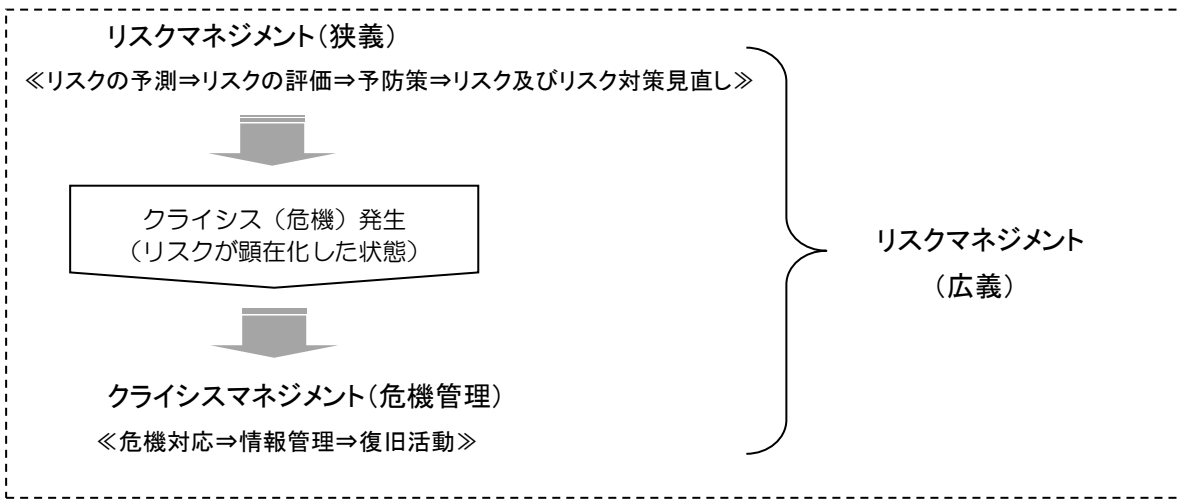 リスクマネジメント（狭義）
≪リスクの予測⇒リスクの評価⇒予防策⇒リスク及びリスク対策見直し≫
クライシス（危機）発生
（リスクが顕在化した状態）
リスクマネジメント
（広義）
クライシスマネジメント（危機管理）
≪危機対応⇒情報管理⇒復旧活動≫